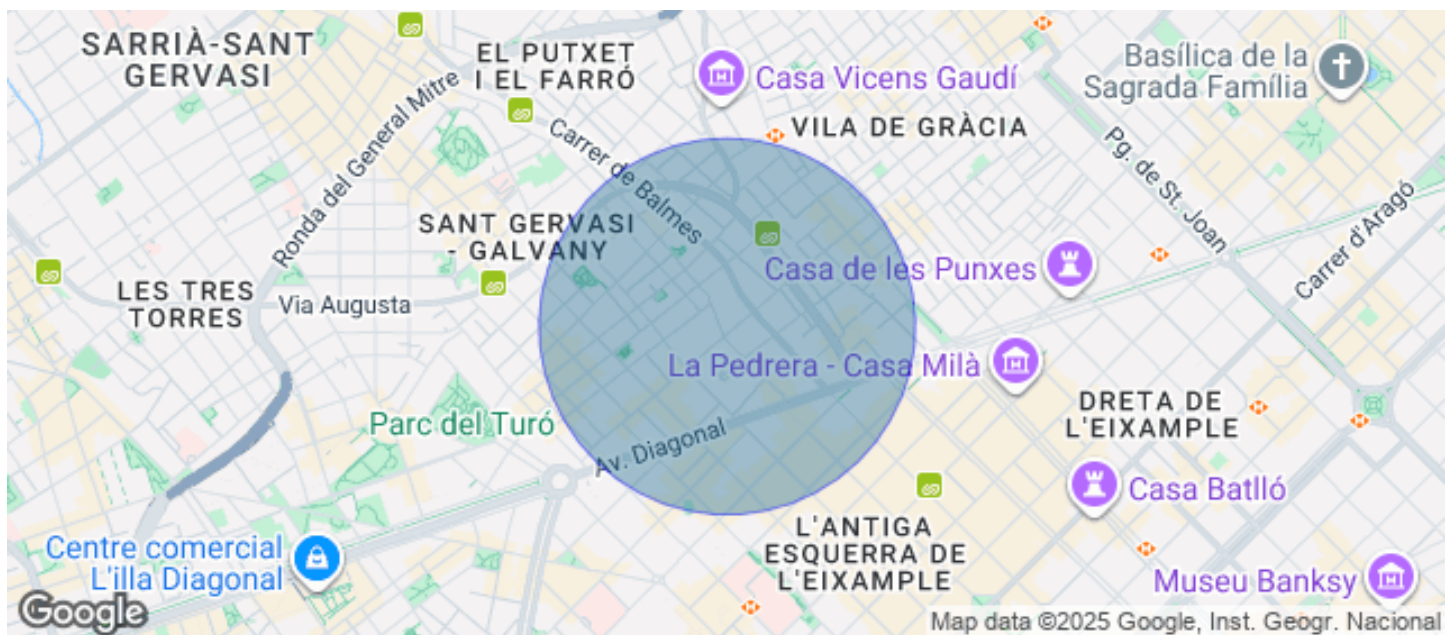 SARRIÀ-SANT
GERVASI
EL PUTXET
I EL FARRÓ
Casa Vicens Gaudí
Basílica de la
Sagrada Família
VILA DE GRÀCIA
Ronda del General Mitre
Carrer de Balmes
Pg. de St. Joan
Carrer d'Aragó
SANT GERVASI
- GALVANY
Casa de les Punxes
LES TRES
TORRES
Via Augusta
La Pedrera - Casa Milà
Parc del Turó
Av. Diagonal
DRETA DE
L'EIXAMPLE
Casa Batlló
L'ANTIGA
ESQUERRA DE
L'EIXAMPLE
Centre comercial
L'illa Diagonal
Museu Banksy
Google
Map data ©2025 Google, Inst. Geogr. Nacional